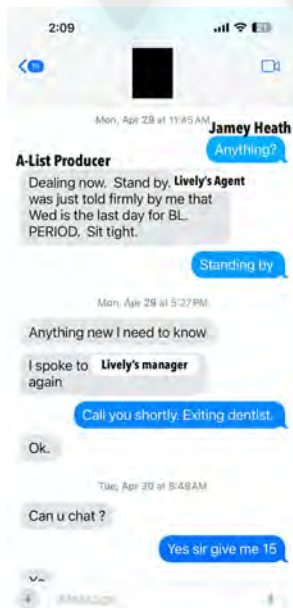 2:09
Mon, Apr 29 at 11:45 AM
Jamey Heath
Anything?
A-List Producer
Dealing now. Stand by. Lively's Agent
was just told firmly by me that
Wed is the last day for BL.
PERIOD. Sit tight.
Standing by
Mon, Apr 29 at 5:27 PM
Anything new I need to know
I spoke to Lively's manager
again
Call you shortly. Exiting dentist.
Ok.
Tue, Apr 30 at 8:48 AM
Can u chat ?
Yes sir give me 15